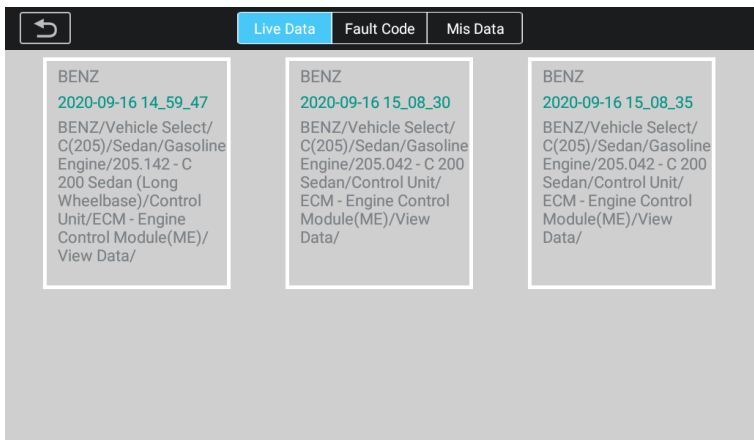 Live Data
Fault Code
Mis Data
BENZ
2020-09-16 14_59_47
BENZ/Vehicle Select/
C(205)/Sedan/Gasoline
Engine/205.142 - C
200 Sedan (Long
Wheelbase)/Control
Unit/ECM - Engine
Control Module(ME)/
View Data/
BENZ
2020-09-16 15_08_30
BENZ/Vehicle Select/
C(205)/Sedan/Gasoline
Engine/205.042 - C 200
Sedan/Control Unit/
ECM - Engine Control
Module(ME)/View
Data/
BENZ
2020-09-16 15_08_35
BENZ/Vehicle Select/
C(205)/Sedan/Gasoline
Engine/205.042 - C 200
Sedan/Control Unit/
ECM - Engine Control
Module(ME)/View
Data/